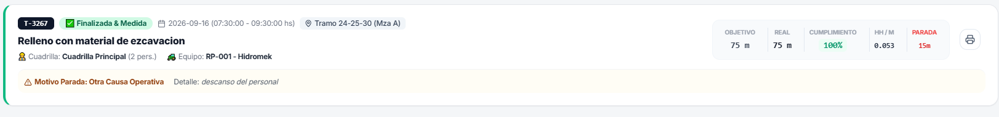 T-3267 ✅ Finalizada & Medida 2026-09-16 (07:30:00 - 09:30:00 hs) Tramo 24-25-30 (Mza A)
Relleno con material de ezcavacion
Cuadrilla: Cuadrilla Principal (2 pers.) Equipo: RP-001 - Hidromek
OBJETIVO REAL CUMPLIMIENTO HH / M PARADA
75 m 75 m 100% 0.053 15m
Motivo Parada: Otra Causa Operativa Detalle: descanso del personal